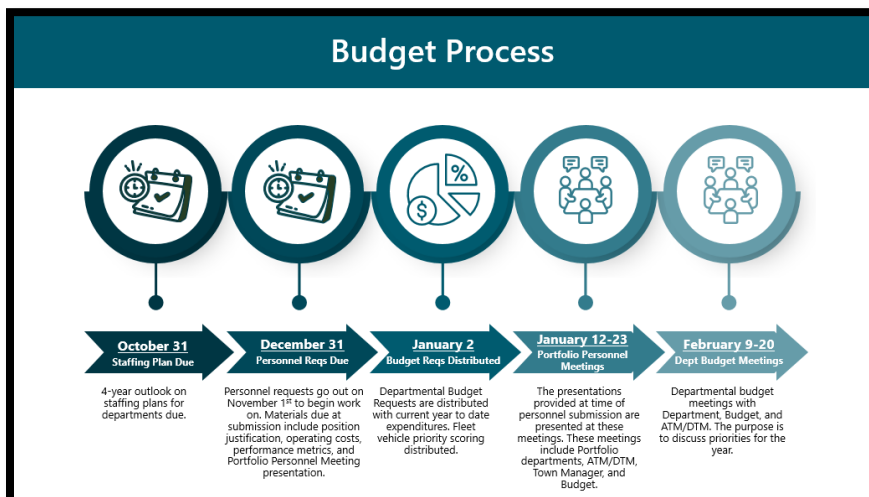 Budget Process
%
$
October 31
Staffing Plan Due
December 31
Personnel Reqs Due
January 2
Budget Reqs Distributed
January 12-23
Portfolio Personnel
Meetings
February 9-20
Dept Budget Meetings
4-year outlook on
staffing plans for
departments due.
Personnel requests go out on
November 1st to begin work
on. Materials due at
submission include position
justification, operating costs,
performance metrics, and
Portfolio Personnel Meeting
presentation.
Departmental Budget
Requests are distributed
with current year to date
expenditures. Fleet
vehicle priority scoring
distributed.
The presentations
provided at time of
personnel submission are
presented at these
meetings. These meetings
include Portfolio
departments, ATM/DTM,
Town Manager, and
Budget.
Departmental budget
meetings with
Department, Budget, and
ATM/DTM. The purpose is
to discuss priorities for the
year.